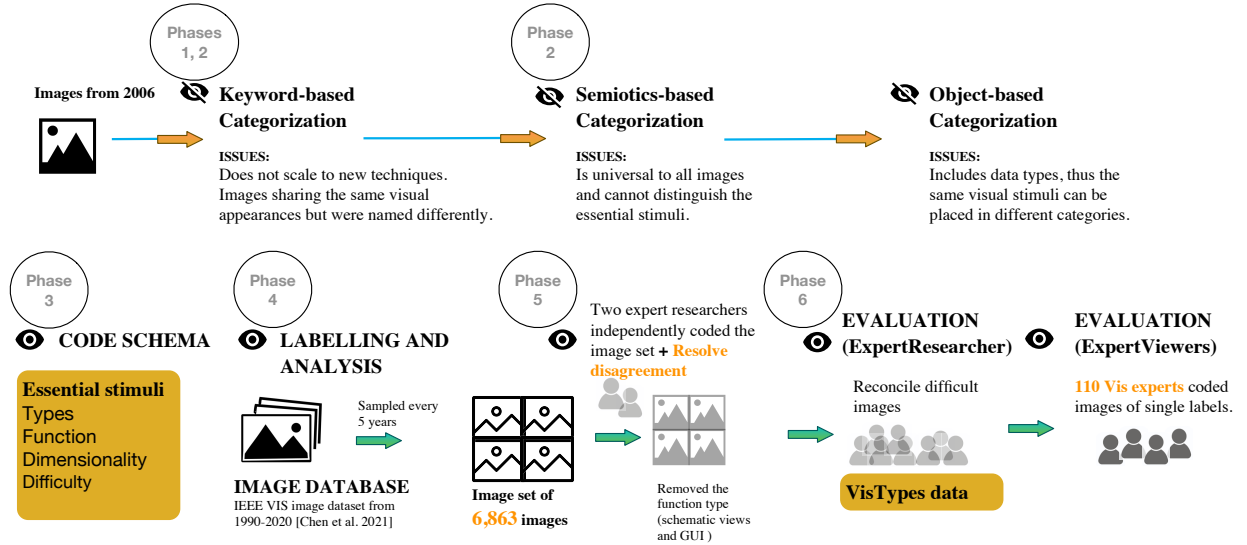 Phases
1, 2
Images from 2006
Keyword-based
Categorization
ISSUES:
Does not scale to new techniques.
Images sharing the same visual
appearances but were named differently.
Phase
2
Semiotics-based
Categorization
ISSUES:
Is universal to all images
and cannot distinguish the
essential stimuli.
Object-based
Categorization
ISSUES:
Includes data types, thus the
same visual stimuli can be
placed in different categories.
Phase
3
CODE SCHEMA
Essential stimuli
Types
Function
Dimensionality
Difficulty
Phase
4
LABELLING AND
ANALYSIS
Sampled every
5 years
IMAGE DATABASE
IEEE VIS image dataset from
1990-2020 [Chen et al. 2021]
Image set of
6,863 images
Phase
5
Two expert researchers
independently coded the
image set + Resolve
disagreement
Removed the
function type
(schematic views
and GUI )
Phase
6
EVALUATION
(ExpertResearcher)
Reconcile difficult
images
VisTypes data
EVALUATION
(ExpertViewers)
110 Vis experts coded
images of single labels.